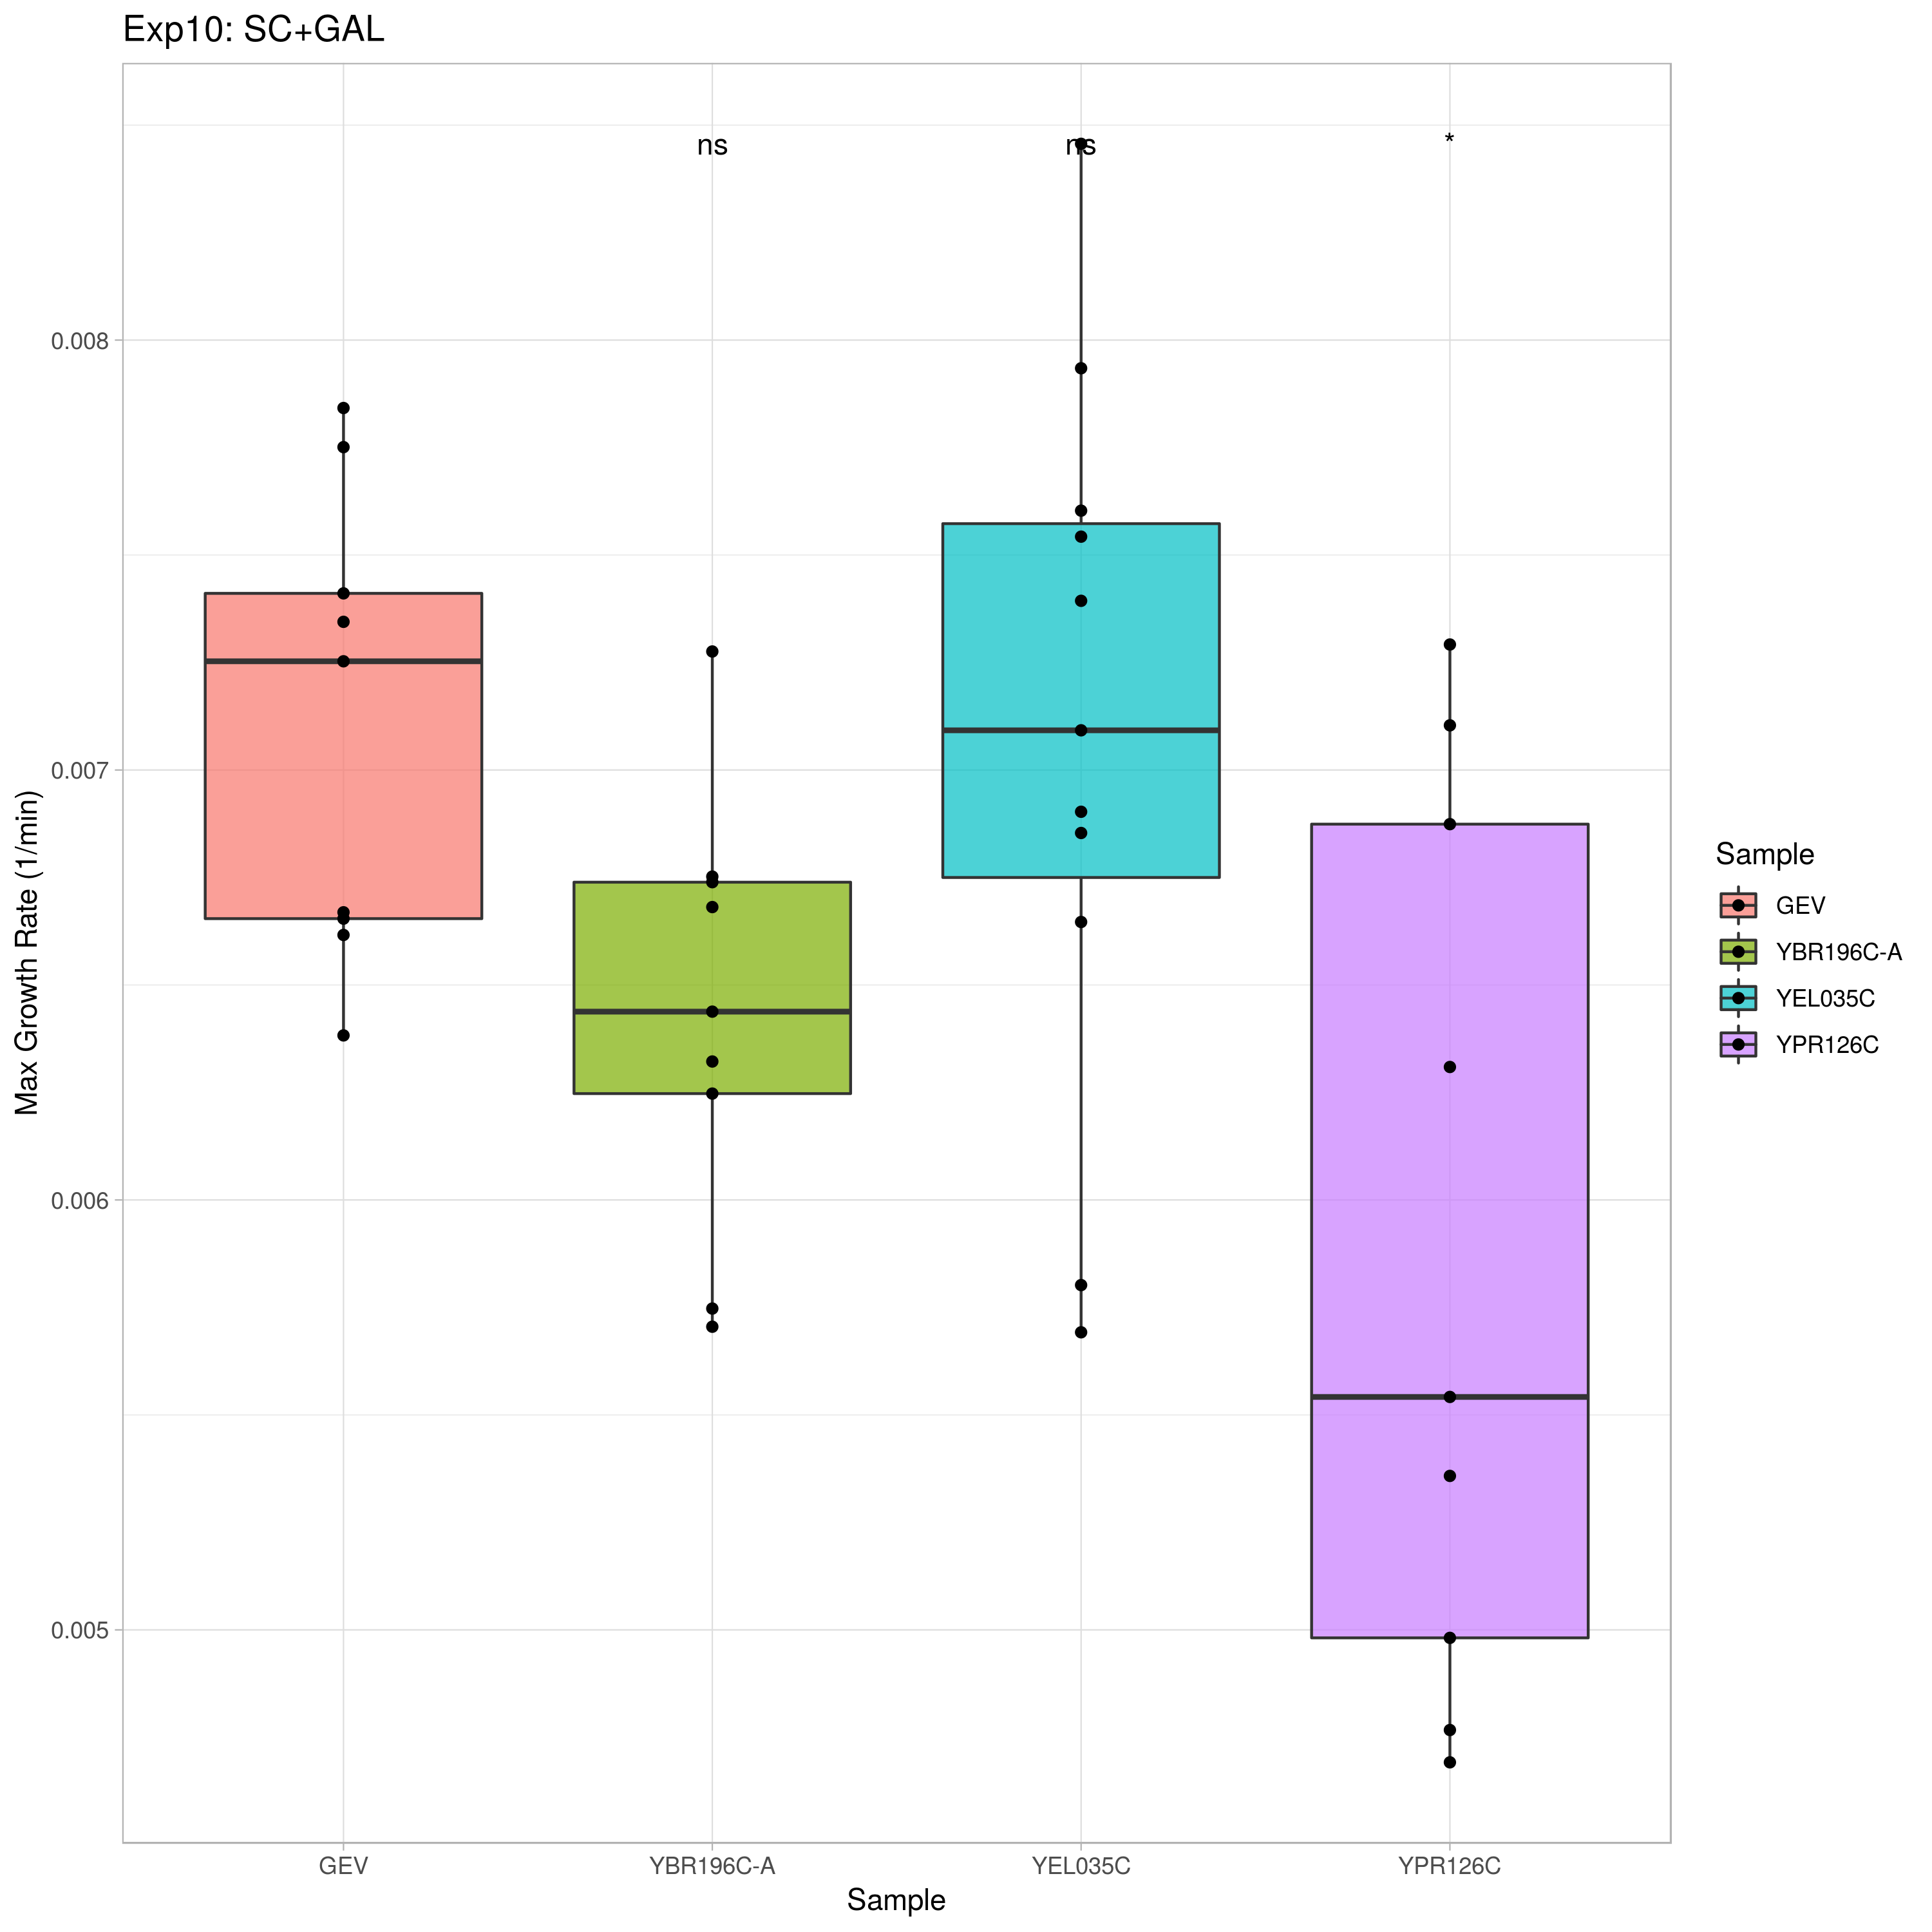 Exp10: SC+GAL
ns
ns
*
0.008
0.007
0.006
0.005
Max Growth Rate (1/min)
GEV
YBR196C-A
YEL035C
YPR126C
Sample
Sample
GEV
YBR196C-A
YEL035C
YPR126C